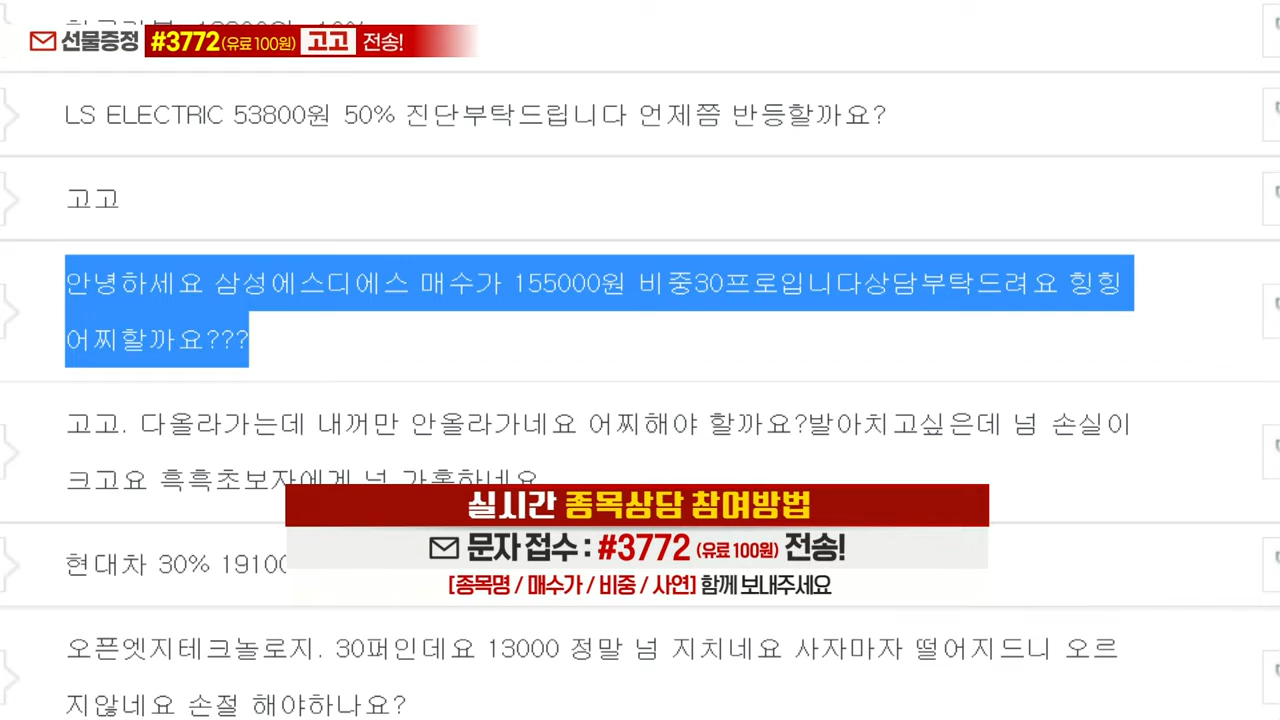 선물증정 #3772(유료100원) 고고 전송!
LS ELECTRIC 53800원 50% 진단부탁드립니다 언제쯤 반등할까요?
고고
안녕하세요 삼성에스디에스 매수가 155000원 비중30프로입니다상담부탁드려요 힝힝
어찌할까요???
고고. 다올라가는데 내꺼만 안올라가네요 어찌해야 할까요?발아치고싶은데 넘 손실이
크고요 흑흑초보자에게 넘 가혹하네요
실시간 종목상담 참여방법
문자 접수 : #3772 (유료 100원) 전송!
현대차 30% 19100
[종목명 / 매수가 / 비중 / 사연] 함께 보내주세요
오픈엣지테크놀로지. 30퍼인데요 13000 정말 넘 지치네요 사자마자 떨어지드니 오르
지않네요 손절 해야하나요?